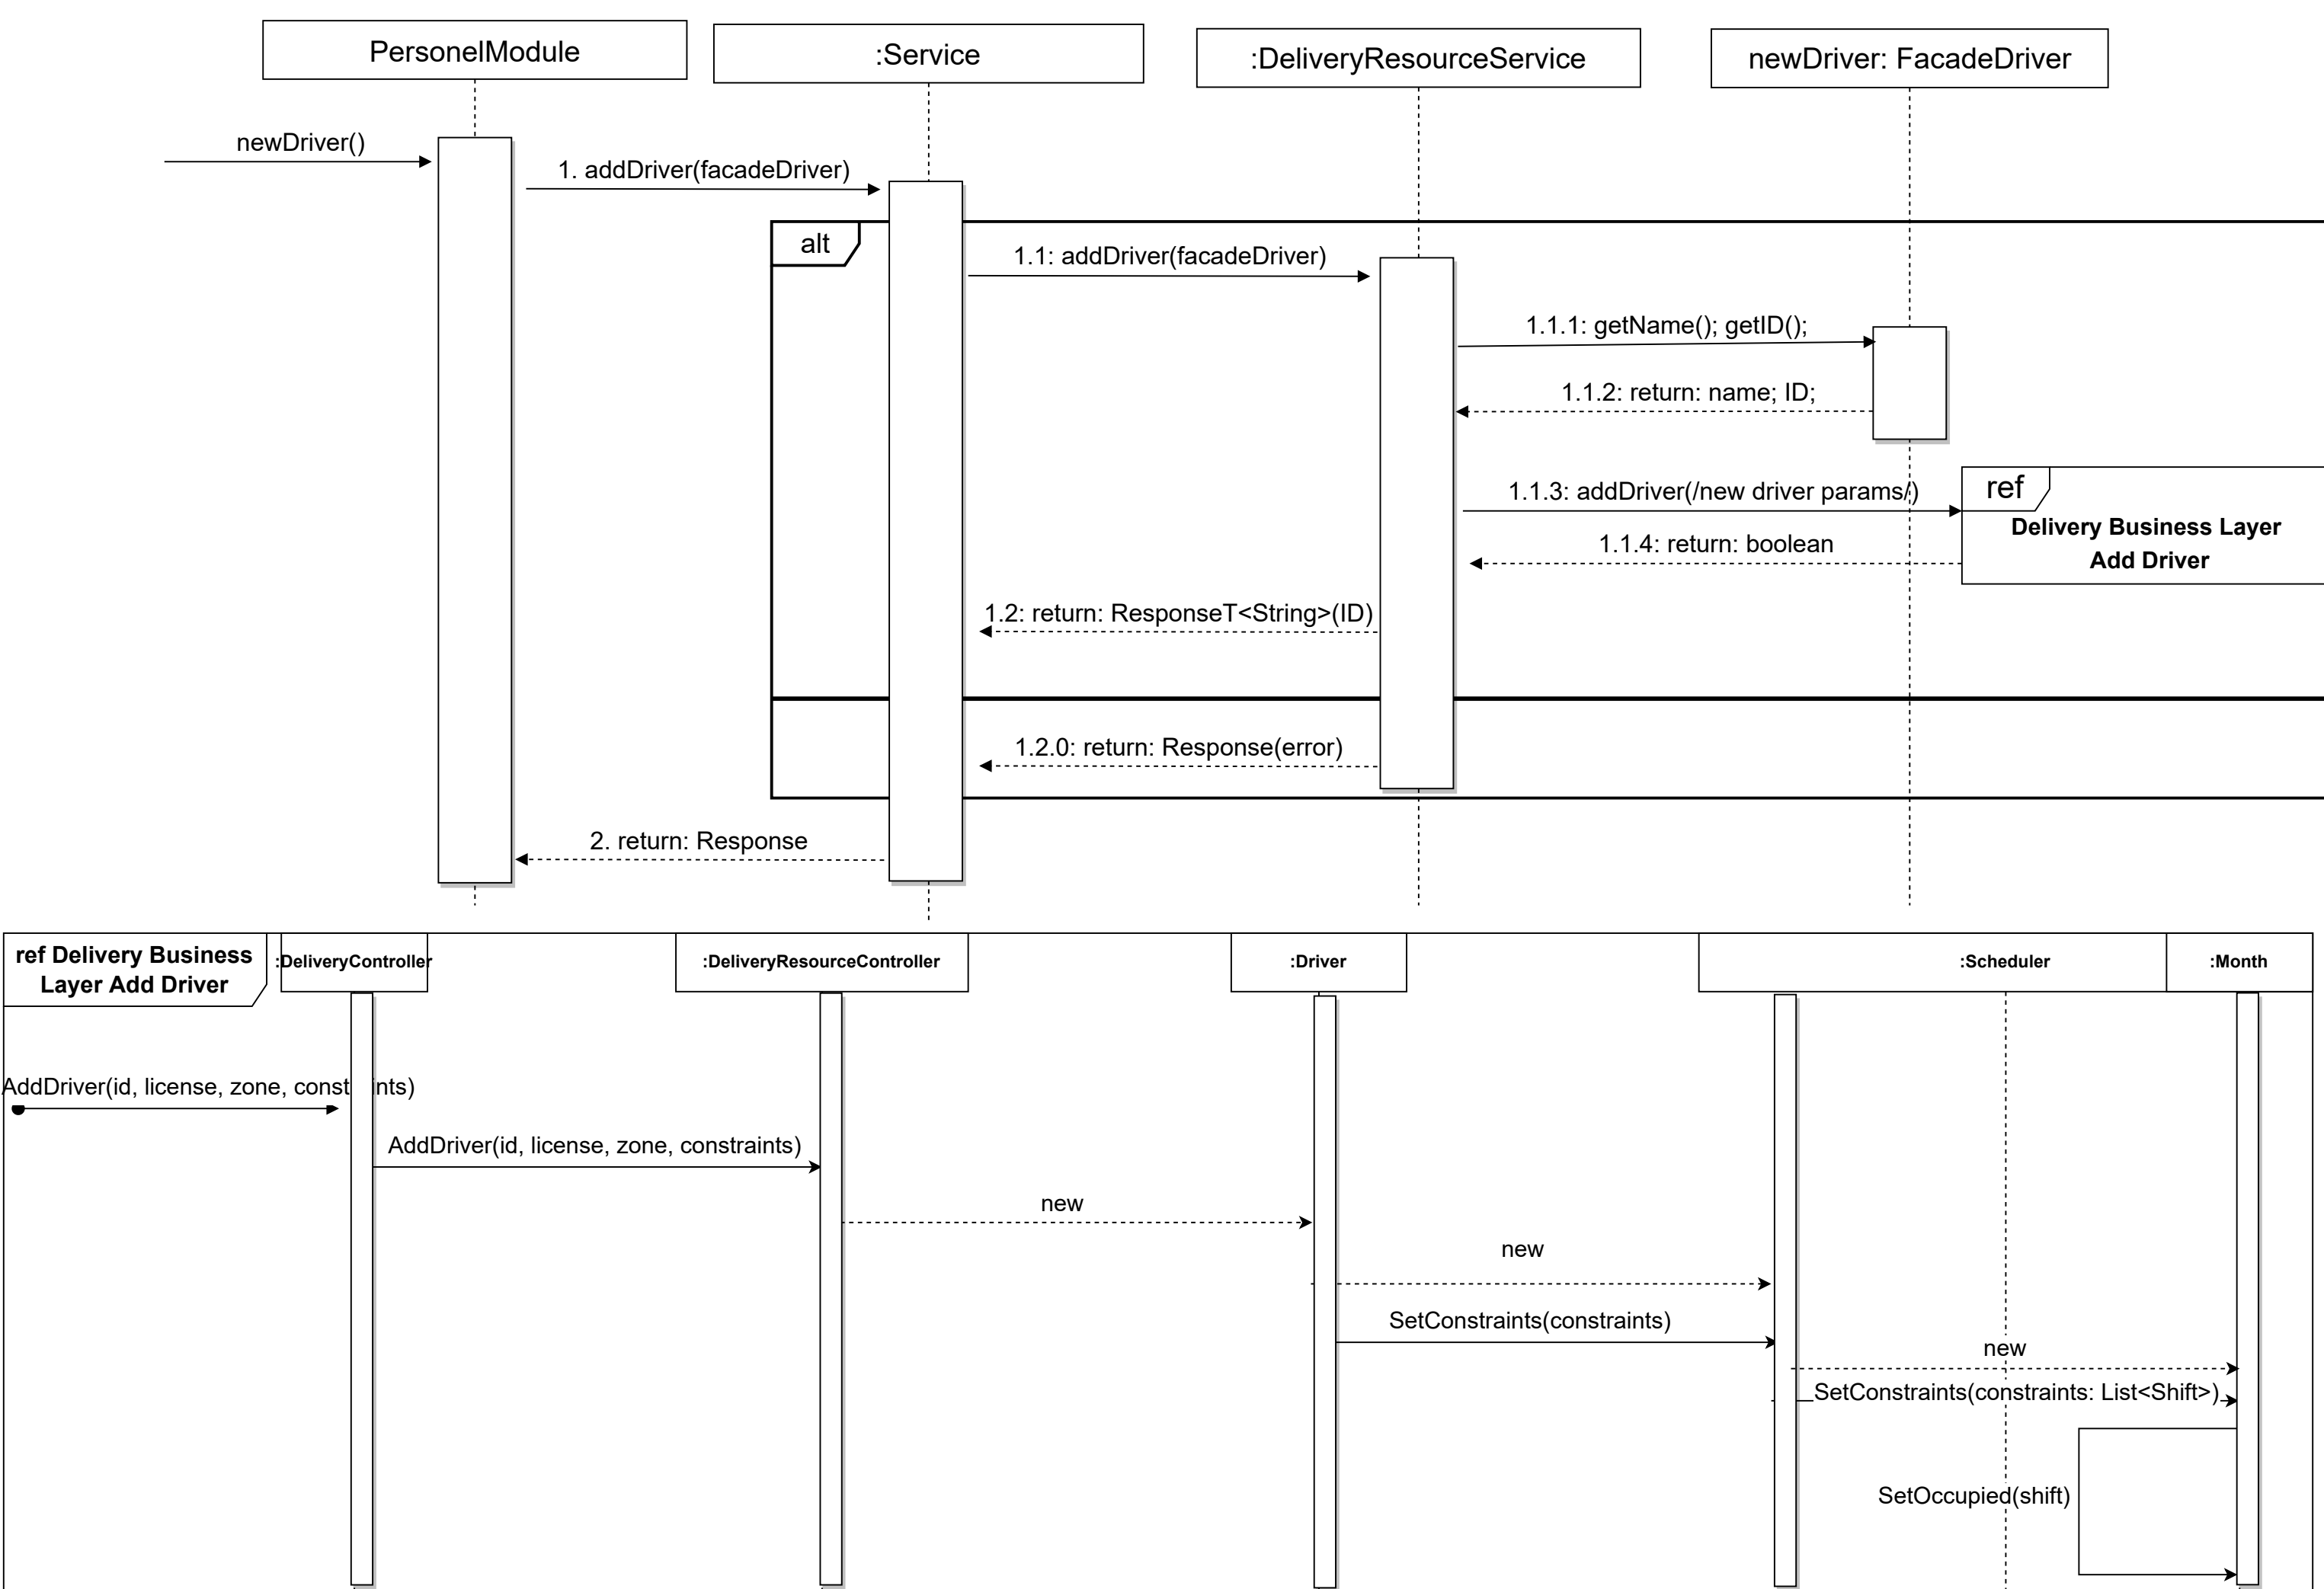 PersonelModule
:Service
:DeliveryResourceService
newDriver: FacadeDriver
newDriver()
1. addDriver(facadeDriver)
alt
1.1: addDriver(facadeDriver)
1.1.1: getName(); getID();
1.1.2: return: name; ID;
1.1.3: addDriver(/new driver params/)
ref
Delivery Business Layer
Add Driver
1.1.4: return: boolean
1.2: return: ResponseT<String>(ID)
1.2.0: return: Response(error)
2. return: Response
ref Delivery Business
Layer Add Driver
:DeliveryController
:DeliveryResourceController
:Driver
:Scheduler
:Month
AddDriver(id, license, zone, constraints)
AddDriver(id, license, zone, constraints)
new
new
SetConstraints(constraints)
new
SetConstraints(constraints: List<Shift>)
SetOccupied(shift)